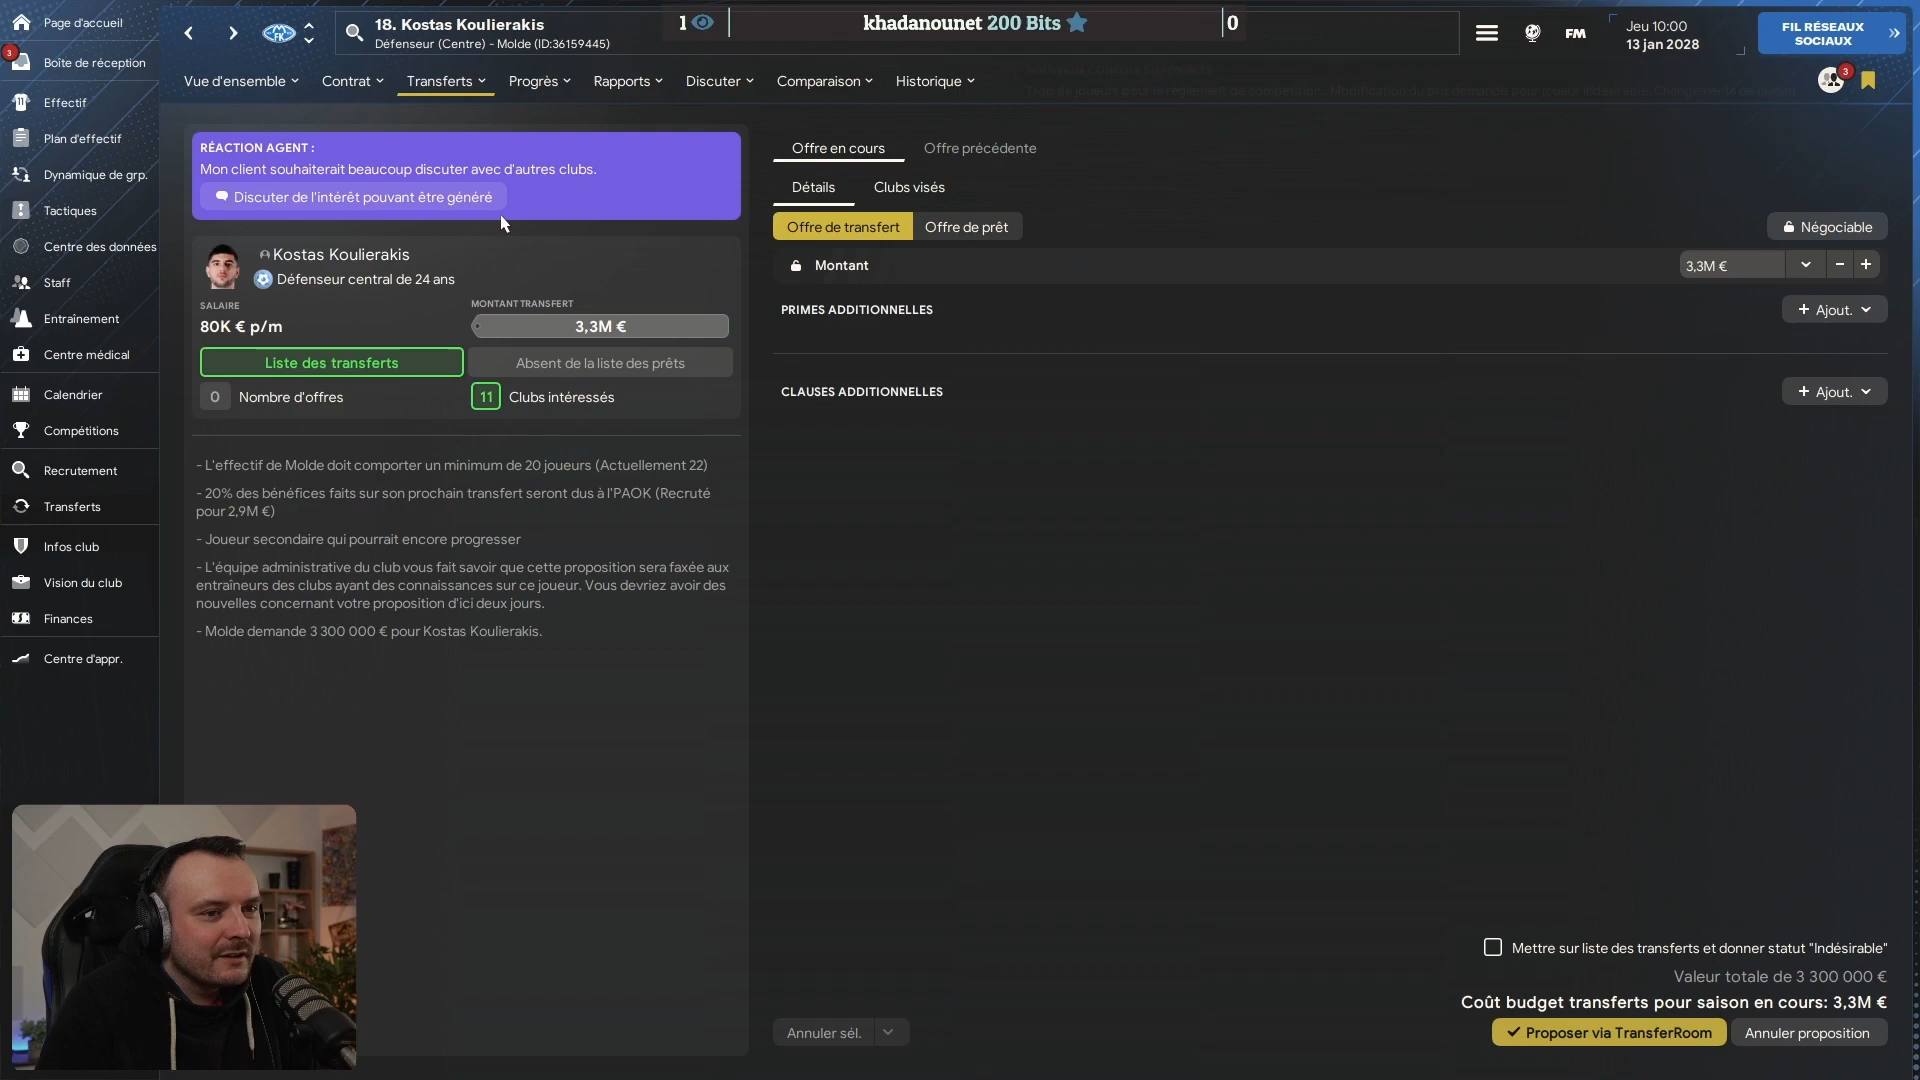 Page d'accueil
3
Boîte de réception
Effectif
Plan d'effectif
Dynamique de grp.
Tactiques
Centre des données
Staff
Entraînement
Centre médical
Calendrier
Compétitions
Recrutement
Transferts
Infos club
Vision du club
Finances
Centre d'appr.
18. Kostas Koulierakis
Défenseur (Centre) - Molde (ID:36159445)
1
khadanounet 200 Bits
0
FM
Jeu 10:00
13 jan 2028
FIL RÉSEAUX
SOCIAUX
Vue d'ensemble
Contrat
Transferts
Progrès
Rapports
Discuter
Comparaison
Historique
3
RÉACTION AGENT :
Mon client souhaiterait beaucoup discuter avec d'autres clubs.
Discuter de l'intérêt pouvant être généré
Kostas Koulierakis
Défenseur central de 24 ans
SALAIRE
80K € p/m
MONTANT TRANSFERT
3,3M €
Liste des transferts
Absent de la liste des prêts
0 Nombre d'offres
11 Clubs intéressés
- L'effectif de Molde doit comporter un minimum de 20 joueurs (Actuellement 22)
- 20% des bénéfices faits sur son prochain transfert seront dus à l'PAOK (Recruté
pour 2,9M €)
- Joueur secondaire qui pourrait encore progresser
- L'équipe administrative du club vous fait savoir que cette proposition sera faxée aux
entraîneurs des clubs ayant des connaissances sur ce joueur. Vous devriez avoir des
nouvelles concernant votre proposition d'ici deux jours.
- Molde demande 3 300 000 € pour Kostas Koulierakis.
Offre en cours
Offre précédente
Détails
Clubs visés
Offre de transfert
Offre de prêt
Négociable
Montant
3,3M €
PRIMES ADDITIONNELLES
+ Ajout.
CLAUSES ADDITIONNELLES
+ Ajout.
Mettre sur liste des transferts et donner statut "Indésirable"
Valeur totale de 3 300 000 €
Coût budget transferts pour saison en cours: 3,3M €
Annuler sél.
Proposer via TransferRoom
Annuler proposition